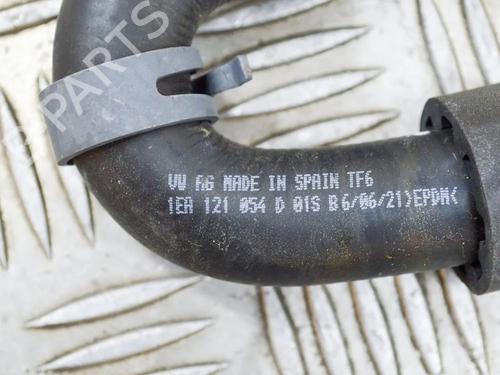 PARTS
VW AG MADE IN SPAIN TF6
1EA 121 054 D 01S B 6/06/21)EPDM(